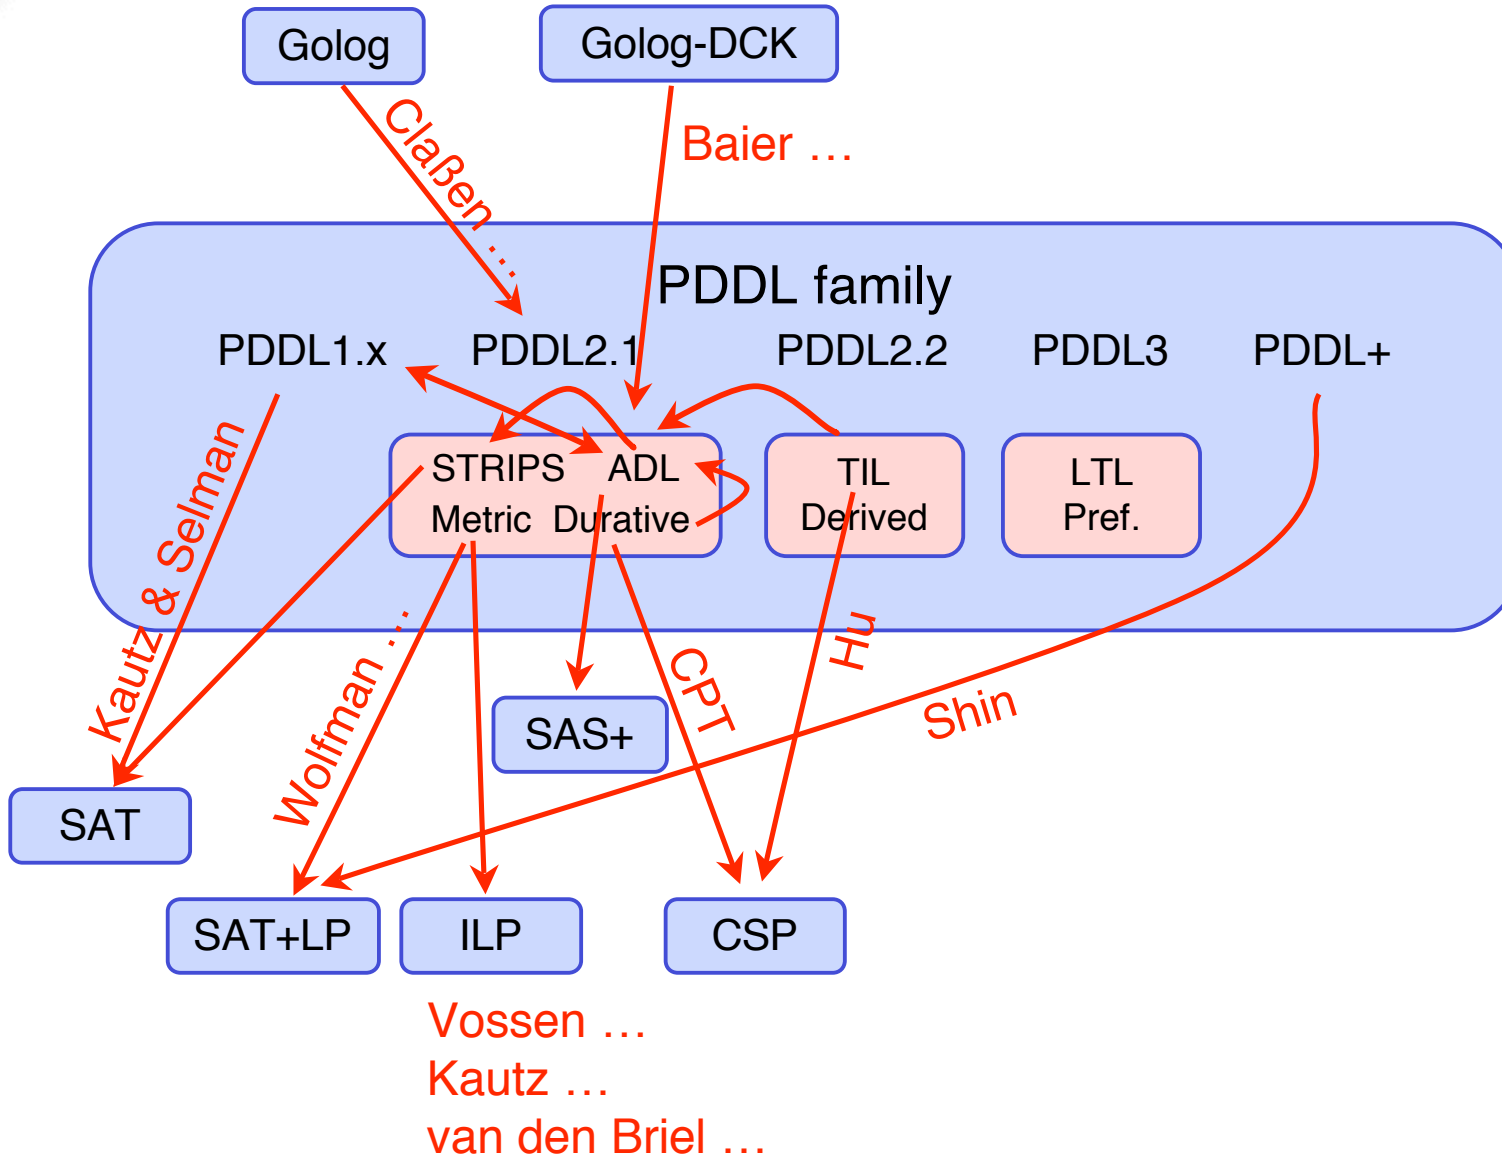 Golog
Golog-DCK
Claßen …
Baier …
PDDL family
PDDL1.x
PDDL2.1
PDDL2.2
PDDL3
PDDL+
STRIPS ADL
Metric Durative
TIL
Derived
LTL
Pref.
Kautz & Selman
Wolfman …
CPT
Hu
Shin
SAS+
SAT
SAT+LP
ILP
CSP
Vossen …
Kautz …
van den Briel …